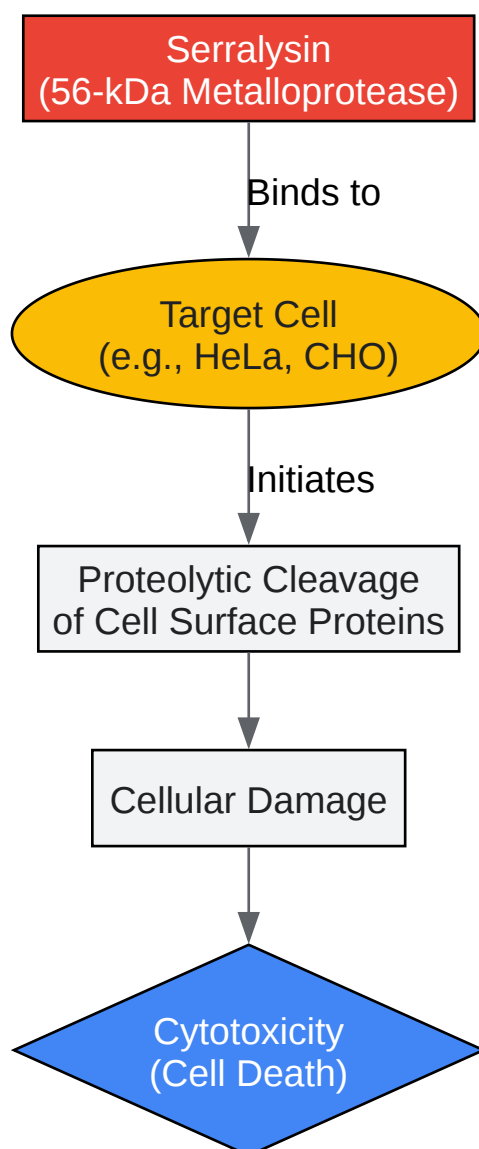 Serralysin
(56-kDa Metalloprotease)
Binds to
Target Cell
(e.g., HeLa, CHO)
Initiates
Proteolytic Cleavage
of Cell Surface Proteins
Cellular Damage
Cytotoxicity
(Cell Death)